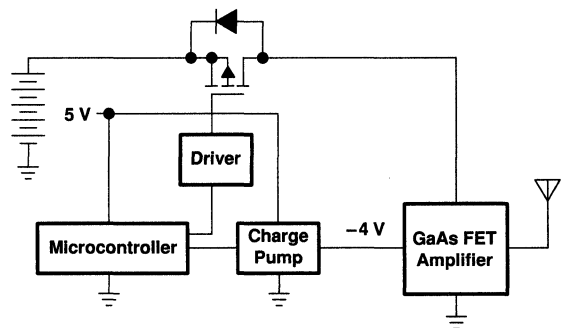 5 V
Driver
Microcontroller
Charge
Pump
−4 V
GaAs FET
Amplifier